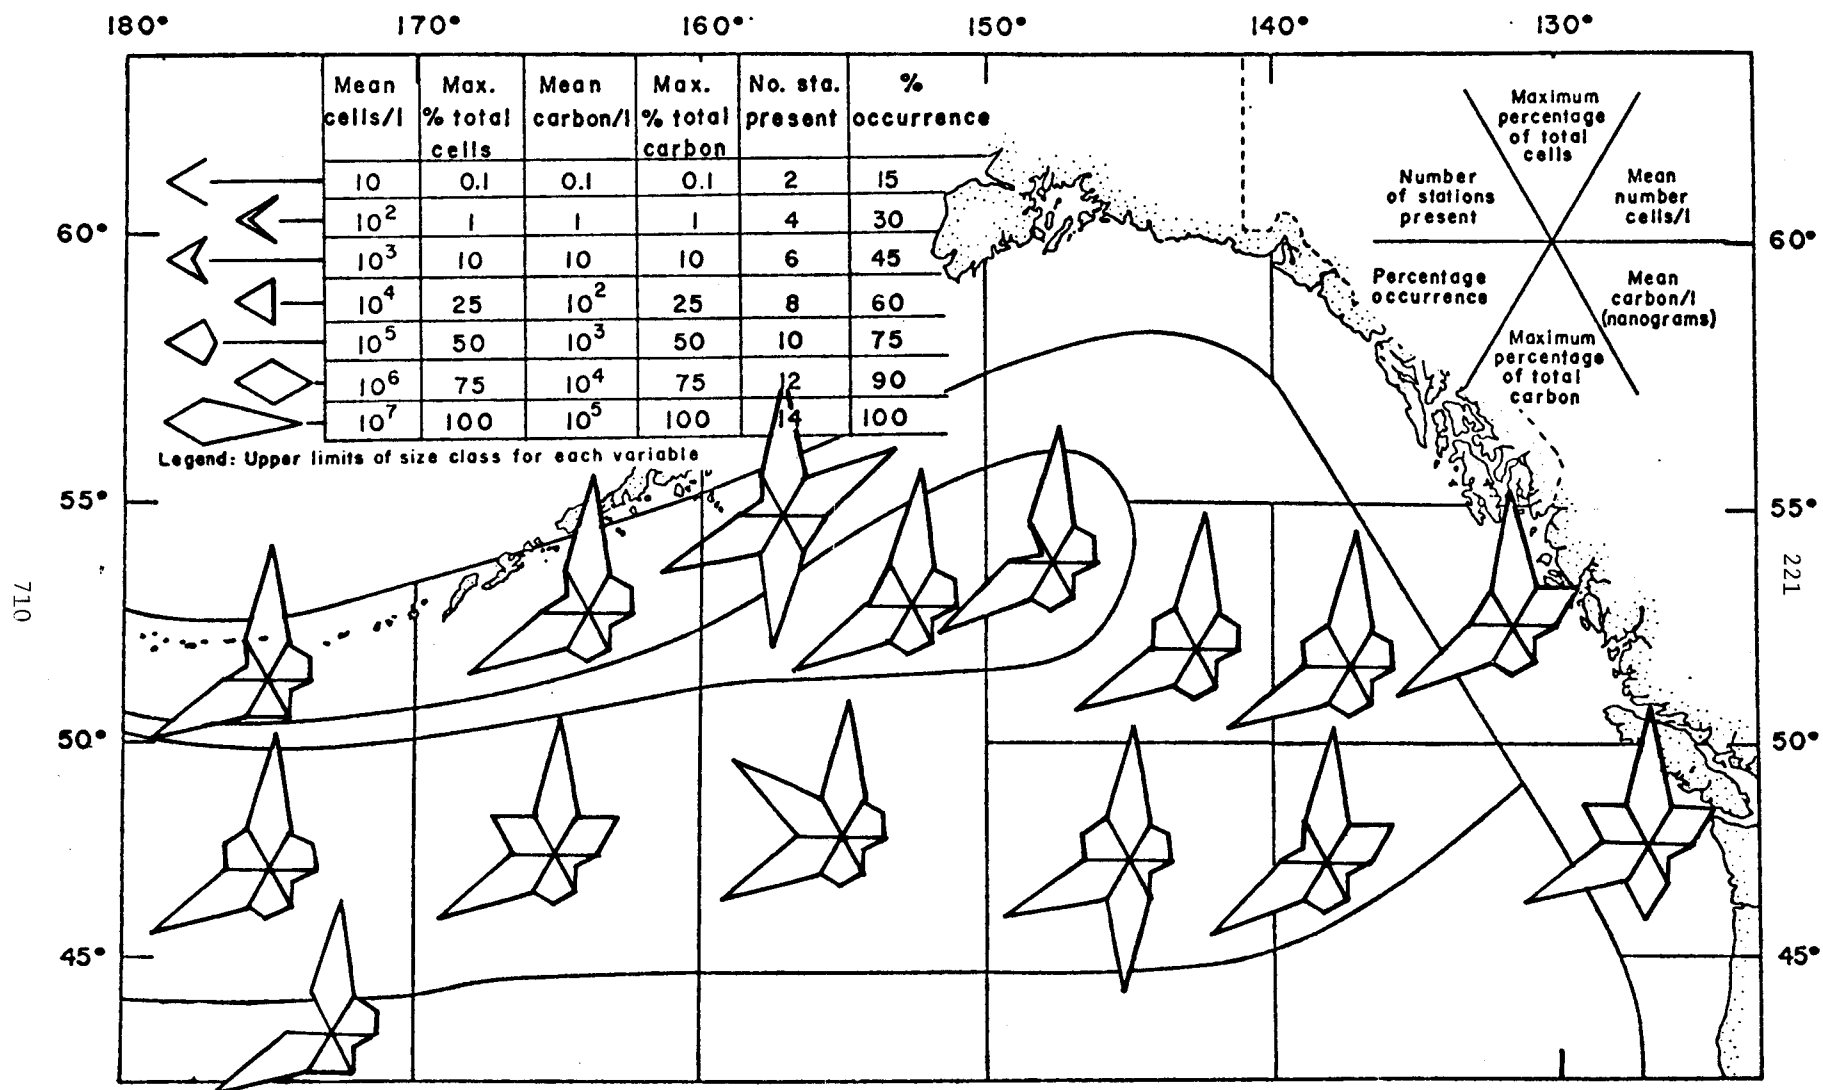 180° 170° 160° 150° 140° 130°
Mean cells/l Max. % total cells Mean carbon/l Max. % total carbon No. sta. present % occurrence
10 0.1 0.1 0.1 2 15
10² 1 1 1 4 30
10³ 10 10 10 6 45
10⁴ 25 10² 25 8 60
10⁵ 50 10³ 50 10 75
10⁶ 75 10⁴ 75 12 90
10⁷ 100 10⁵ 100 14 100
Legend: Upper limits of size class for each variable
Maximum
percentage
of total
cells
Number
of stations
present
Mean
number
cells/l
Percentage
occurrence
Mean
carbon/l
(nanograms)
Maximum
percentage
of total
carbon
60° 60°
55° 55°
50° 50°
45° 45°
710
221